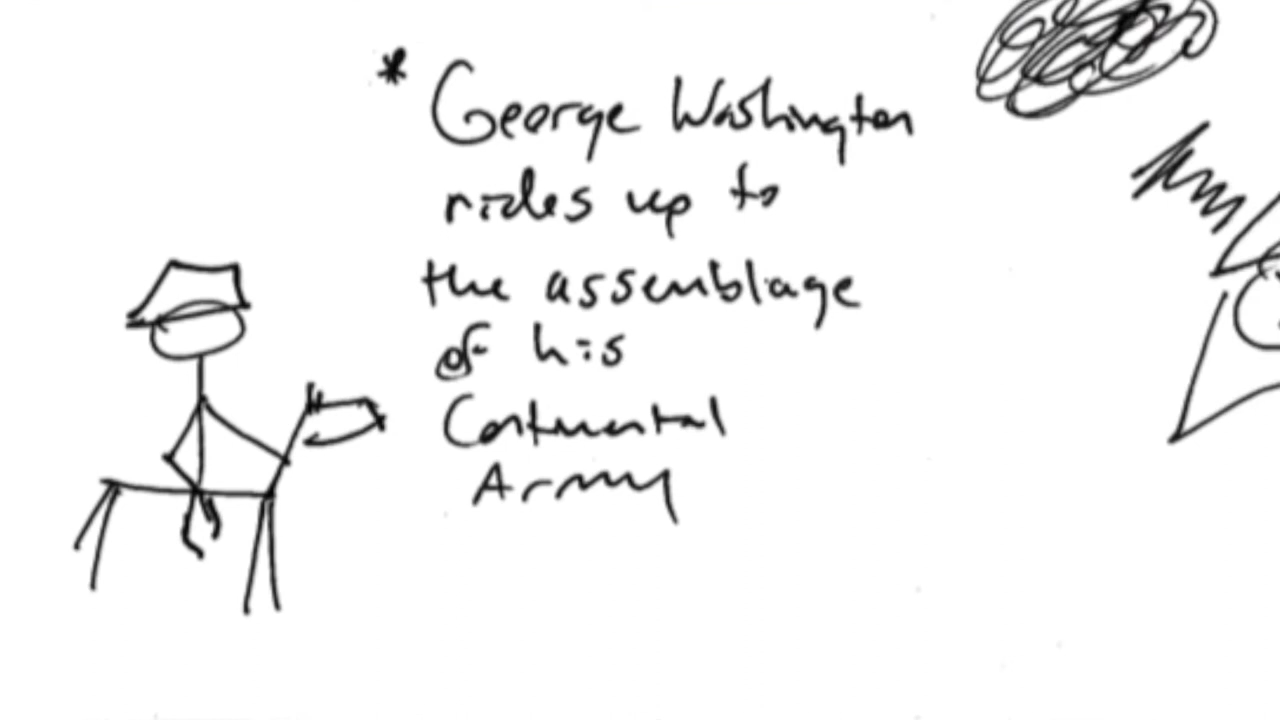 * George Washington
rides up to
the assemblage
of his
Continental
Army